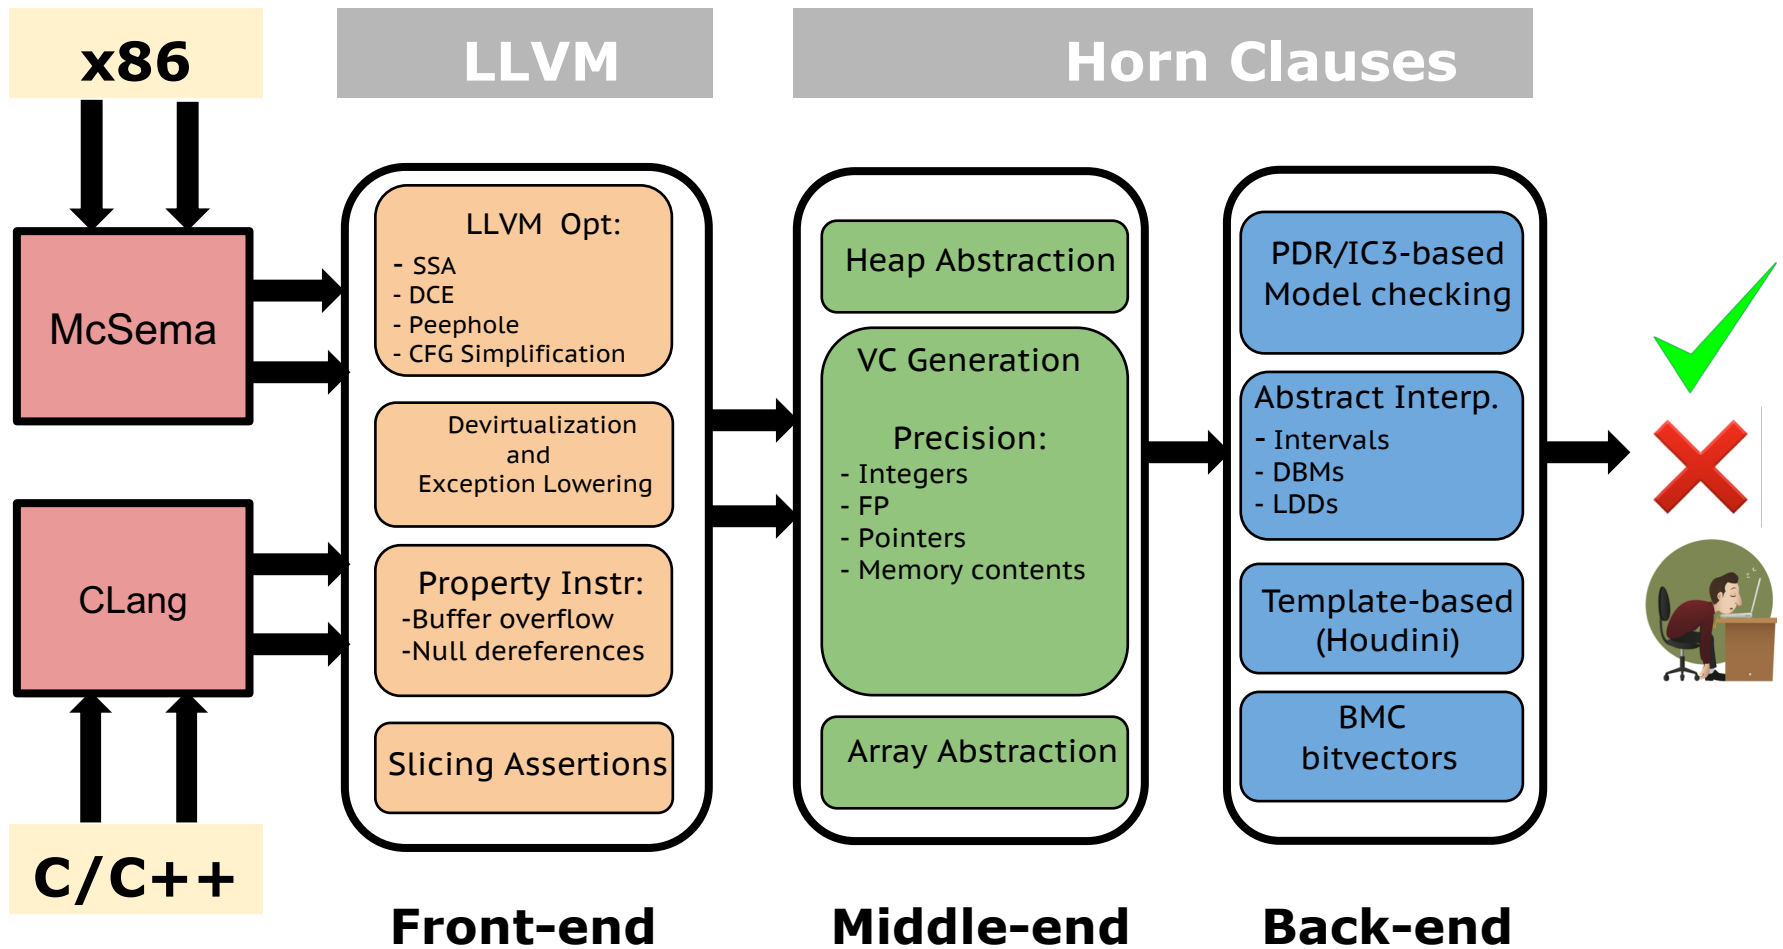 x86
LLVM
Horn Clauses
McSema
CLang
C/C++
LLVM Opt:
- SSA
- DCE
- Peephole
- CFG Simplification
Devirtualization
and
Exception Lowering
Property Instr:
-Buffer overflow
-Null dereferences
Slicing Assertions
Front-end
Heap Abstraction
VC Generation
Precision:
- Integers
- FP
- Pointers
- Memory contents
Array Abstraction
Middle-end
PDR/IC3-based
Model checking
Abstract Interp.
- Intervals
- DBMs
- LDDs
Template-based
(Houdini)
BMC
bitvectors
Back-end